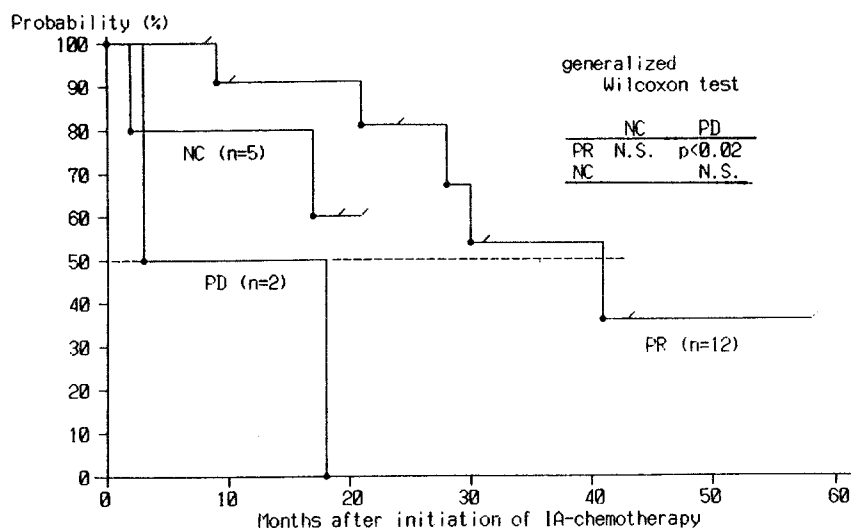 Probability (%)
100
90
80
70
60
50
40
30
20
10
0
generalized
Wilcoxon test
NC PD
PR N.S. p<0.02
NC N.S.
NC (n=5)
PD (n=2)
PR (n=12)
0 10 20 30 40 50 60
Months after initiation of IA-chemotherapy